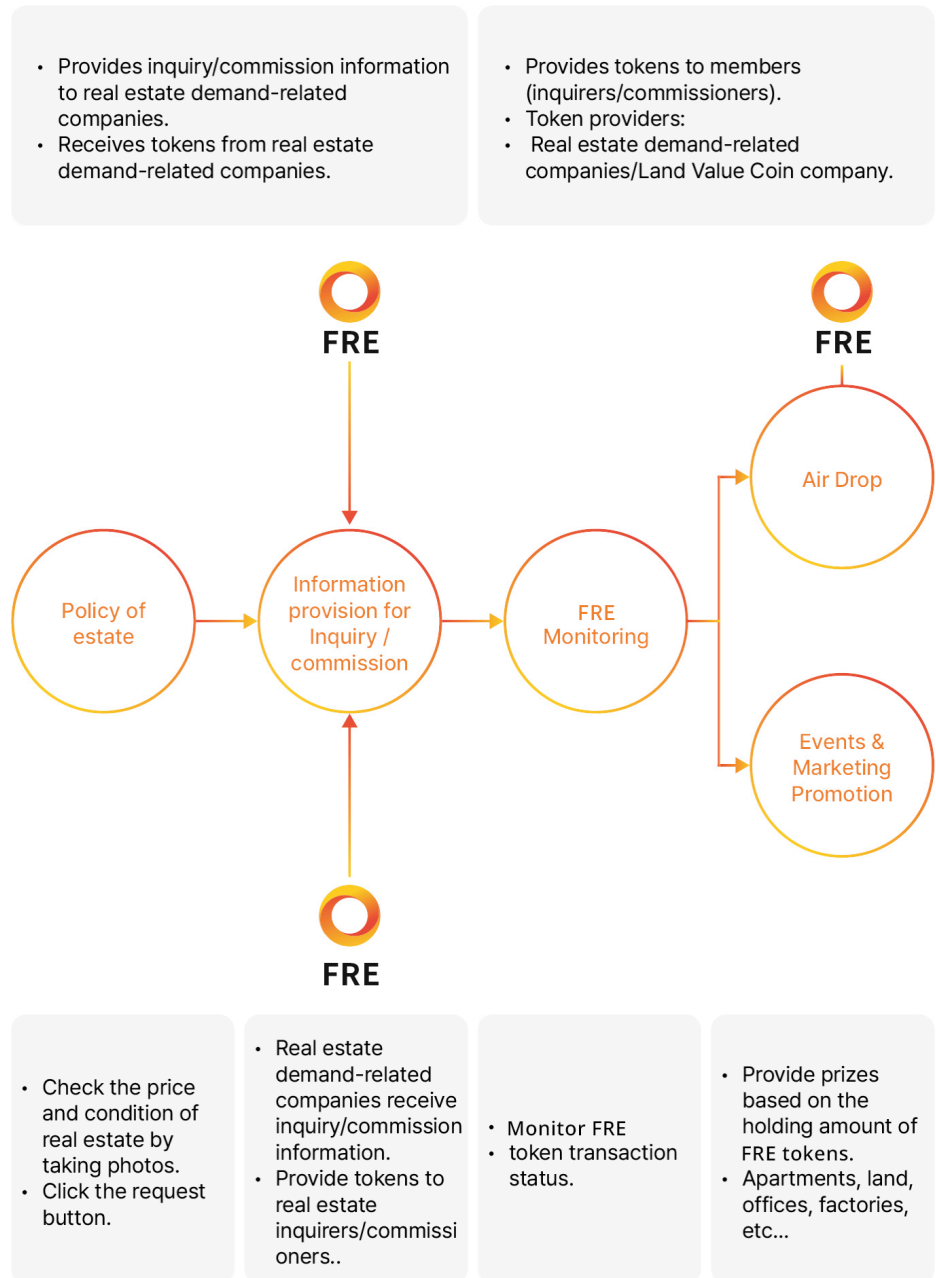 • Provides inquiry/commission information
to real estate demand-related
companies.
• Receives tokens from real estate
demand-related companies.
• Provides tokens to members
(inquirers/commissioners).
• Token providers:
• Real estate demand-related
companies/Land Value Coin company.
FRE
FRE
Air Drop
Policy of
estate
Information
provision for
Inquiry /
commission
FRE
Monitoring
Events &
Marketing
Promotion
FRE
• Check the price
and condition of
real estate by
taking photos.
• Click the request
button.
• Real estate
demand-related
companies receive
inquiry/commission
information.
• Provide tokens to
real estate
inquirers/commissi
oners..
• Monitor FRE
• token transaction
status.
• Provide prizes
based on the
holding amount of
FRE tokens.
• Apartments, land,
offices, factories,
etc...